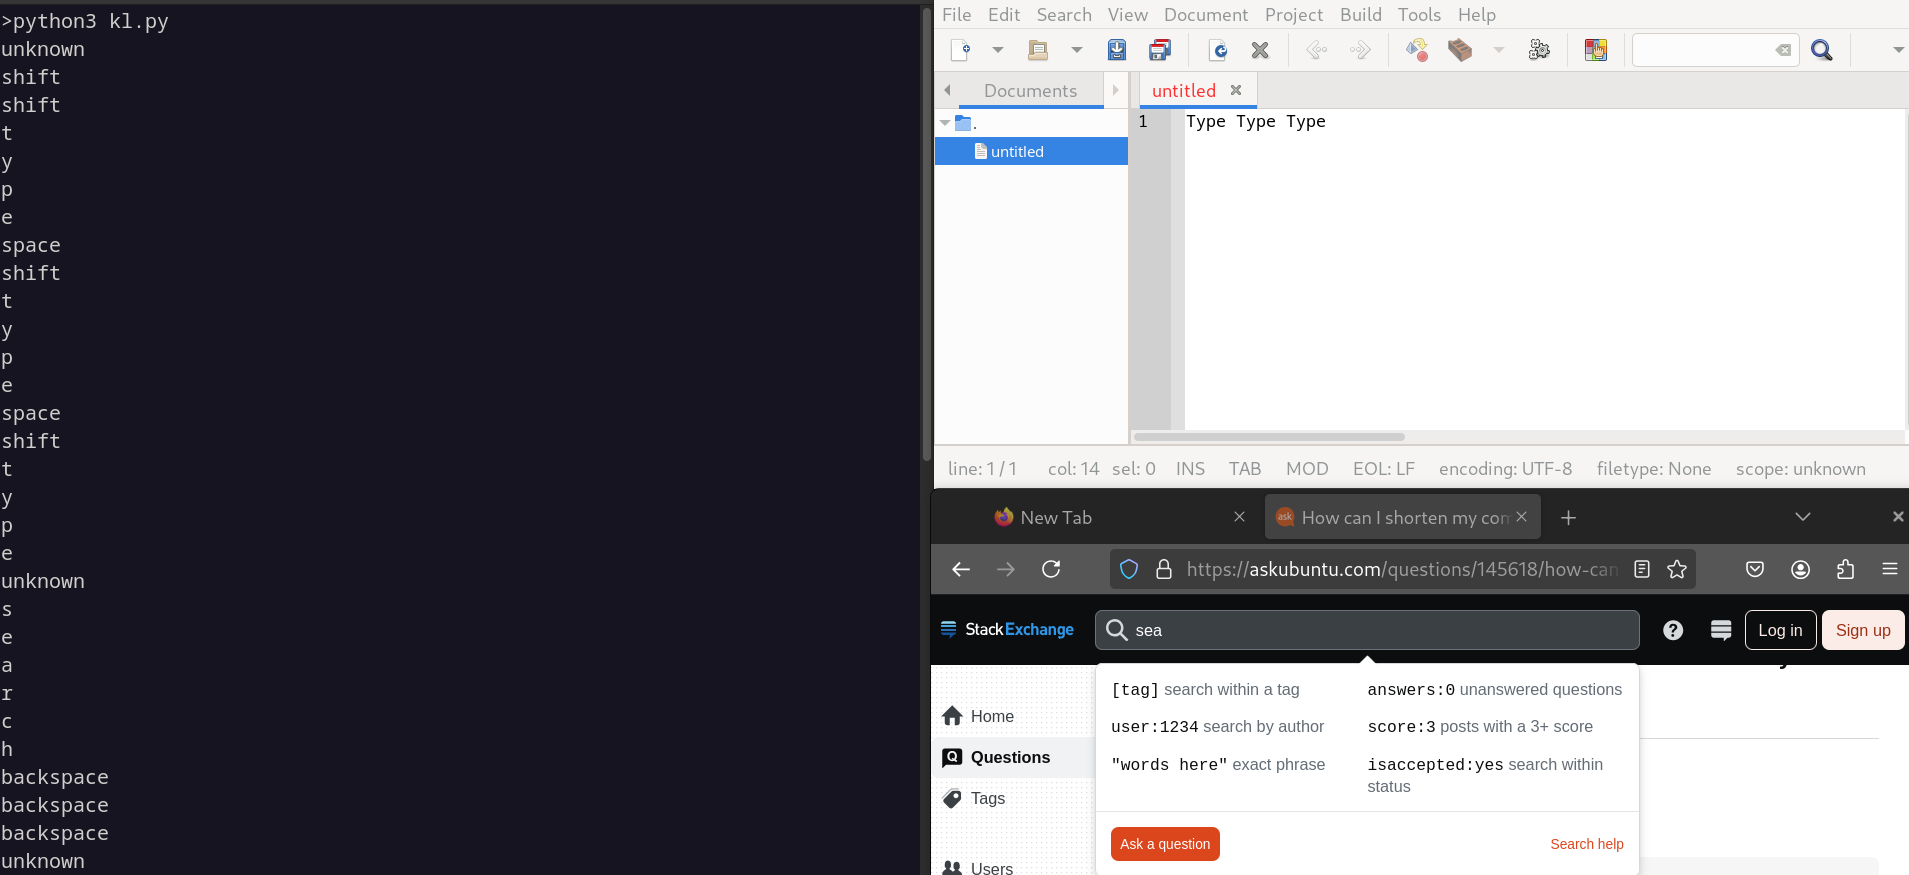 >python3 kl.py
unknown
shift
shift
t
y
p
e
space
shift
t
y
p
e
space
shift
t
y
p
e
unknown
s
e
a
r
c
h
backspace
backspace
backspace
unknown
File Edit Search View Document Project Build Tools Help
Documents
untitled
.
untitled
1 Type Type Type
line: 1 / 1 col: 14 sel: 0 INS TAB MOD EOL: LF encoding: UTF-8 filetype: None scope: unknown
New Tab
ask How can I shorten my com
https://askubuntu.com/questions/145618/how-can
StackExchange
sea
Log in
Sign up
Home
Questions
Tags
Users
[tag] search within a tag
answers:0 unanswered questions
user:1234 search by author
score:3 posts with a 3+ score
"words here" exact phrase
isaccepted:yes search within
status
Ask a question
Search help